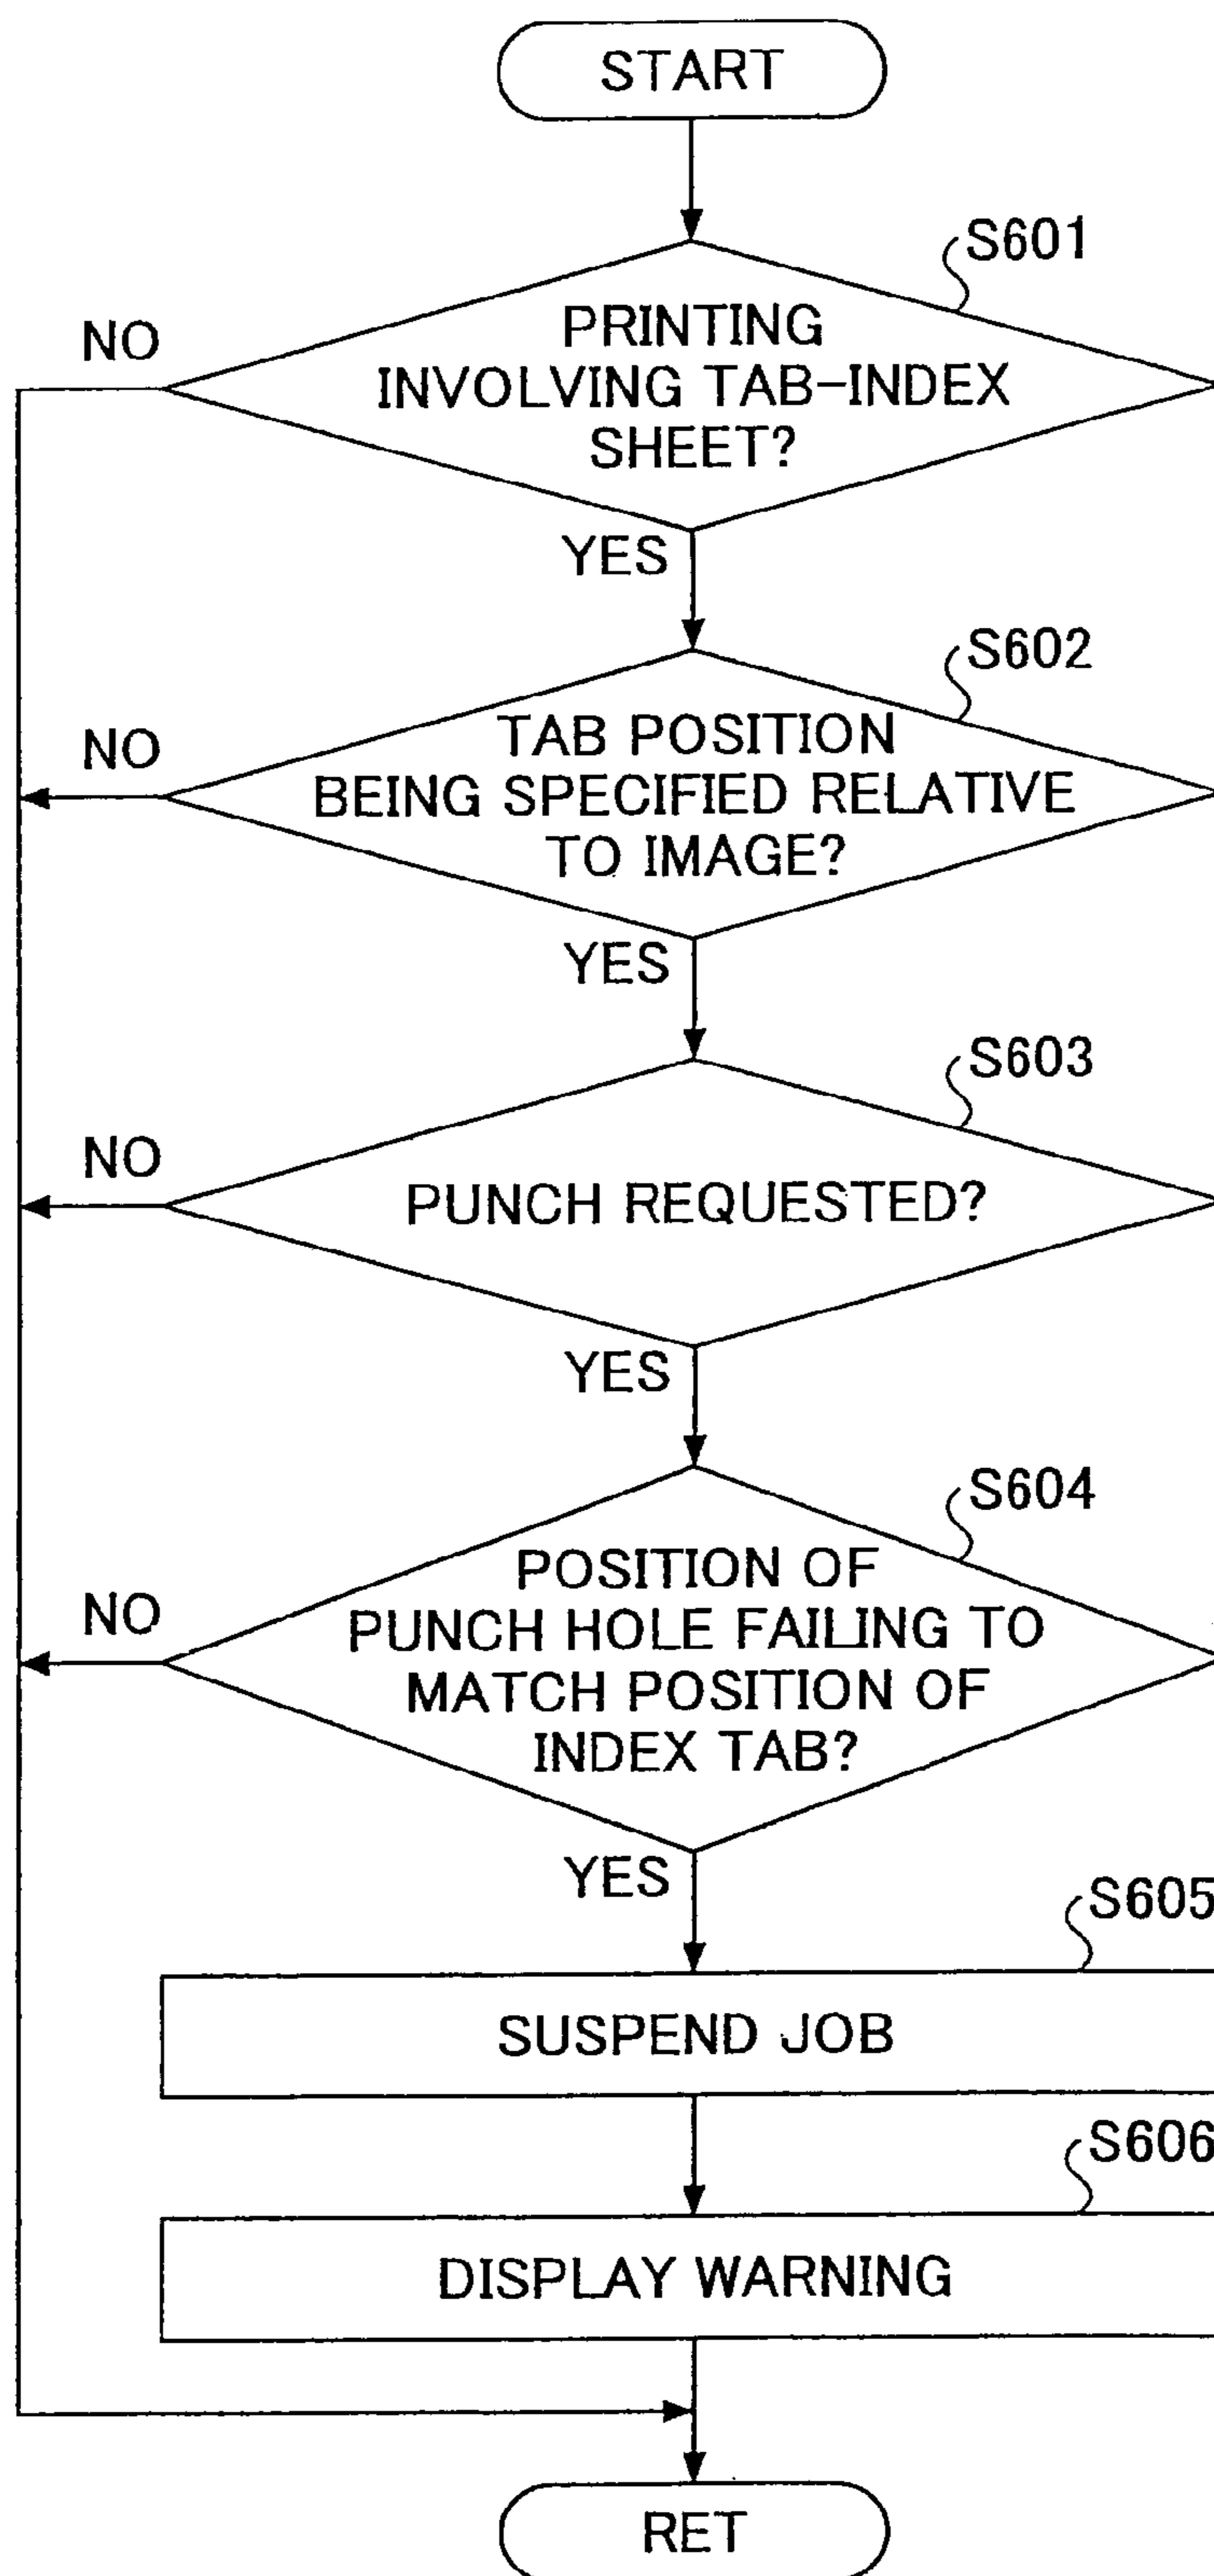 START
S601
PRINTING
INVOLVING TAB-INDEX
SHEET?
NO
YES
S602
TAB POSITION
BEING SPECIFIED RELATIVE
TO IMAGE?
NO
YES
S603
PUNCH REQUESTED?
NO
YES
S604
POSITION OF
PUNCH HOLE FAILING TO
MATCH POSITION OF
INDEX TAB?
NO
YES
S605
SUSPEND JOB
S606
DISPLAY WARNING
RET